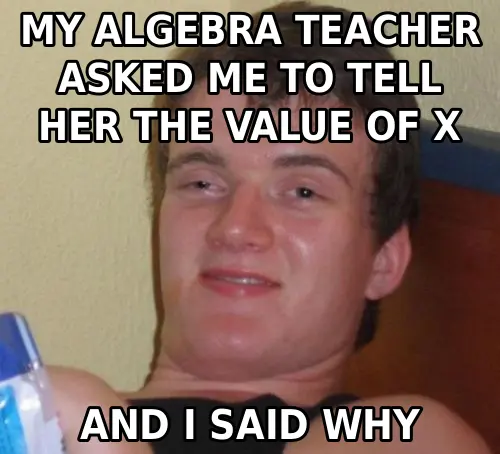 MY ALGEBRA TEACHER
ASKED ME TO TELL
HER THE VALUE OF X
AND I SAID WHY